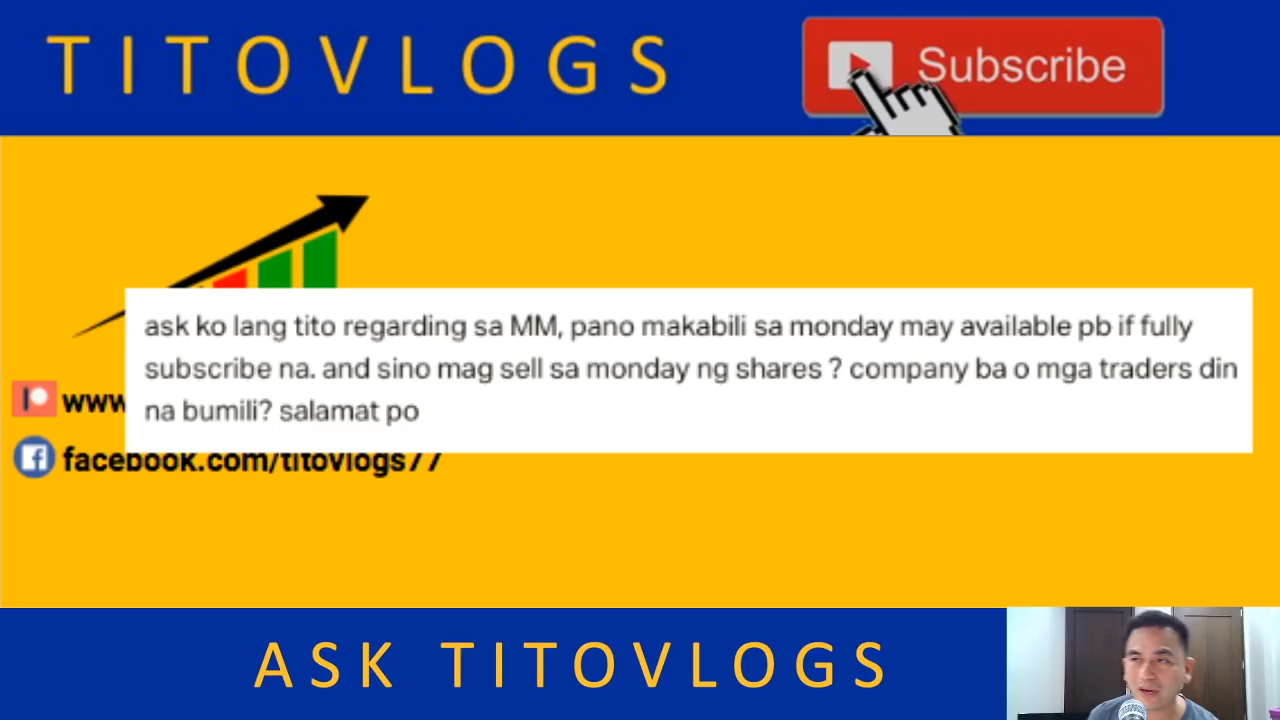 TITOVLOGS
Subscribe
ask ko lang tito regarding sa MM, pano makabili sa monday may available pb if fully
subscribe na. and sino mag sell sa monday ng shares ? company ba o mga traders din
na bumili? salamat po
www
facebook.com/titovlogs77
ASK TITOVLOGS